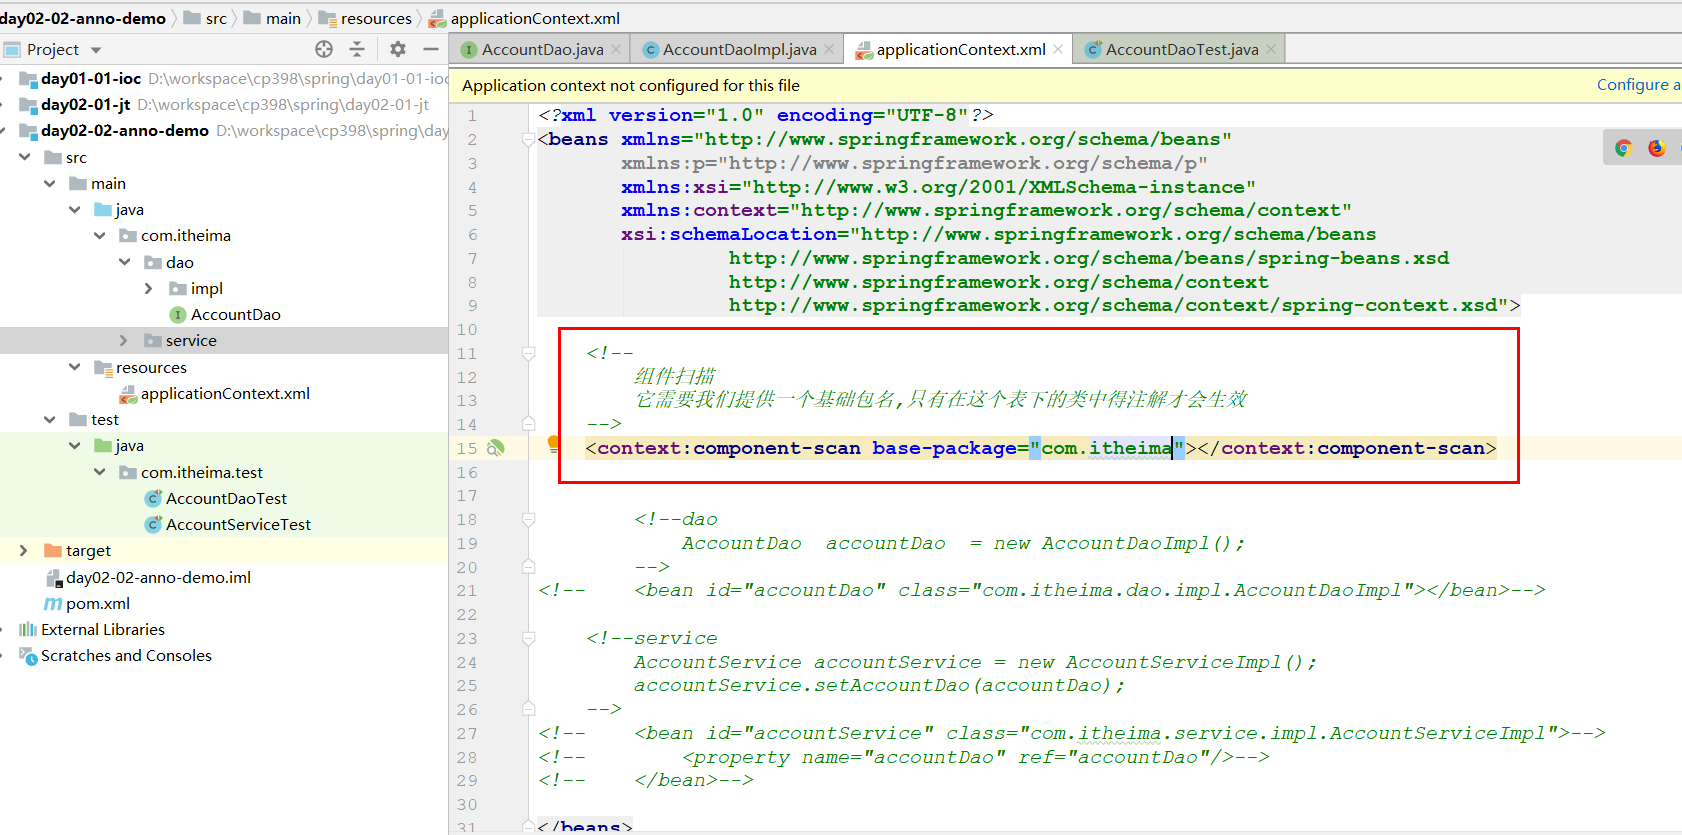 day02-02-anno-demo src main resources applicationContext.xml
Project
AccountDao.java AccountDaoImpl.java applicationContext.xml AccountDaoTest.java
Application context not configured for this file Configure a
day01-01-ioc D:\workspace\cp398\spring\day01-01-ioc
day02-01-jt D:\workspace\cp398\spring\day02-01-jt
day02-02-anno-demo D:\workspace\cp398\spring\day
src
main
java
com.itheima
dao
impl
AccountDao
service
resources
applicationContext.xml
test
java
com.itheima.test
AccountDaoTest
AccountServiceTest
target
day02-02-anno-demo.iml
pom.xml
External Libraries
Scratches and Consoles
1 <?xml version="1.0" encoding="UTF-8"?>
2 <beans xmlns="http://www.springframework.org/schema/beans"
3 xmlns:p="http://www.springframework.org/schema/p"
4 xmlns:xsi="http://www.w3.org/2001/XMLSchema-instance"
5 xmlns:context="http://www.springframework.org/schema/context"
6 xsi:schemaLocation="http://www.springframework.org/schema/beans
7 http://www.springframework.org/schema/beans/spring-beans.xsd
8 http://www.springframework.org/schema/context
9 http://www.springframework.org/schema/context/spring-context.xsd">
10
11 <!--
12 组件扫描
13 它需要我们提供一个基础包名,只有在这个表下的类中得注解才会生效
14 -->
15 <context:component-scan base-package="com.itheima"></context:component-scan>
16
17
18 <!--dao
19 AccountDao accountDao = new AccountDaoImpl();
20 -->
21 <!-- <bean id="accountDao" class="com.itheima.dao.impl.AccountDaoImpl"></bean>-->
22
23 <!--service
24 AccountService accountService = new AccountServiceImpl();
25 accountService.setAccountDao(accountDao);
26 -->
27 <!-- <bean id="accountService" class="com.itheima.service.impl.AccountServiceImpl">-->
28 <!-- <property name="accountDao" ref="accountDao"/>-->
29 <!-- </bean>-->
30
31 </beans>